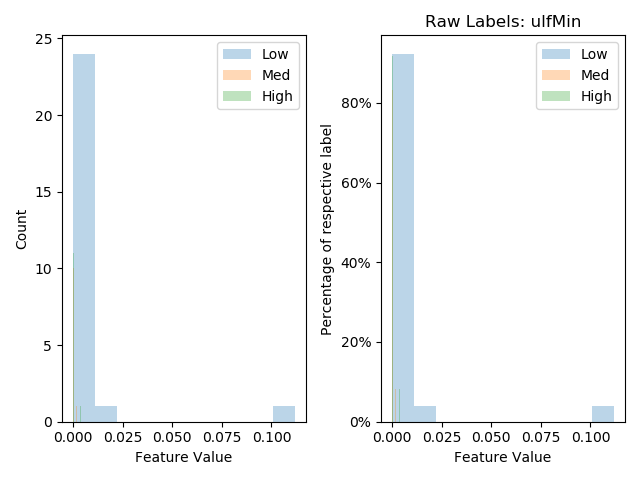 Raw Labels: ulfMin
25
20
15
10
5
0
Count
0.000 0.025 0.050 0.075 0.100
Feature Value
Low
Med
High
80%
60%
40%
20%
0%
Percentage of respective label
0.000 0.025 0.050 0.075 0.100
Feature Value
Low
Med
High